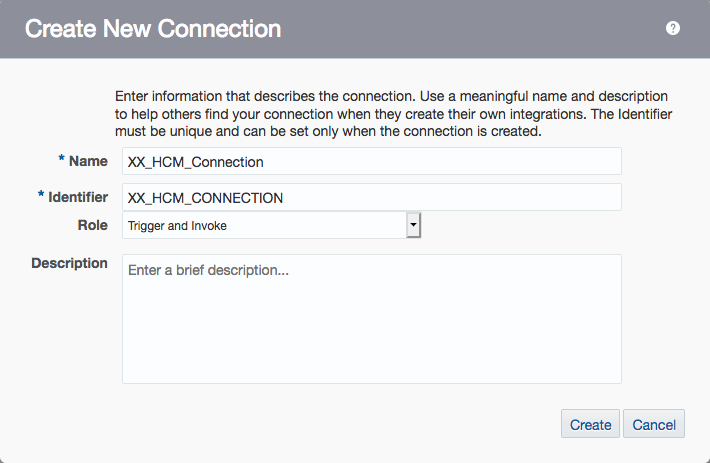 Create New Connection
?
Enter information that describes the connection. Use a meaningful name and description
to help others find your connection when they create their own integrations. The Identifier
must be unique and can be set only when the connection is created.
* Name XX_HCM_Connection
* Identifier XX_HCM_CONNECTION
Role Trigger and Invoke
Description Enter a brief description...
Create Cancel